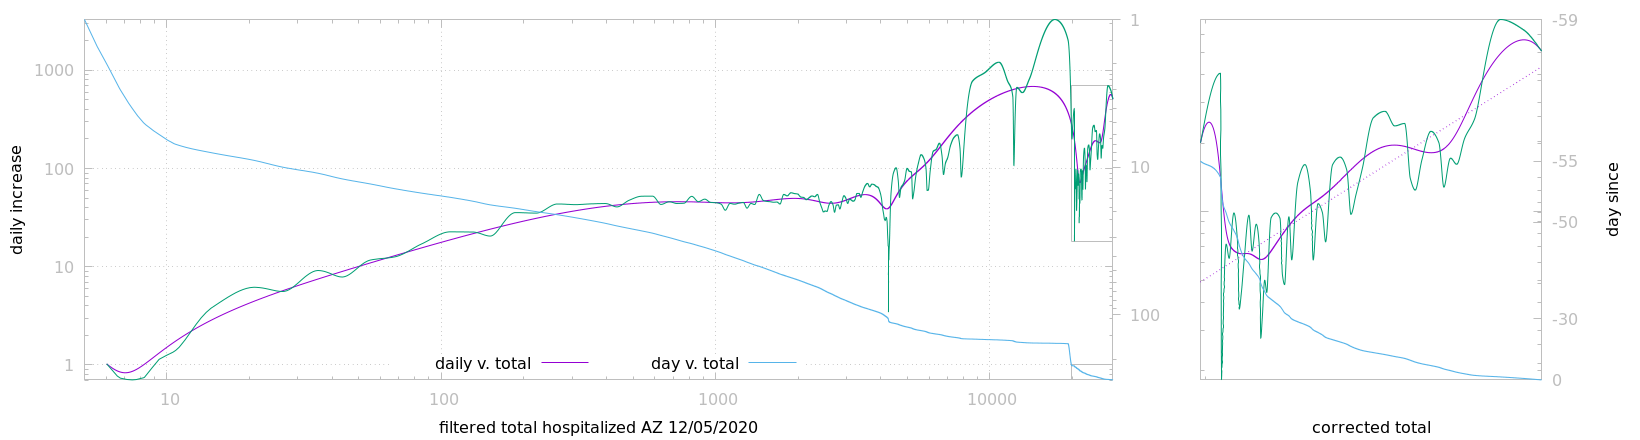 daily increase
1000
100
10
1
10
100
1000
10000
1
10
100
daily v. total
day v. total
filtered total hospitalized AZ 12/05/2020
-59
-55
-50
-30
0
day since
corrected total